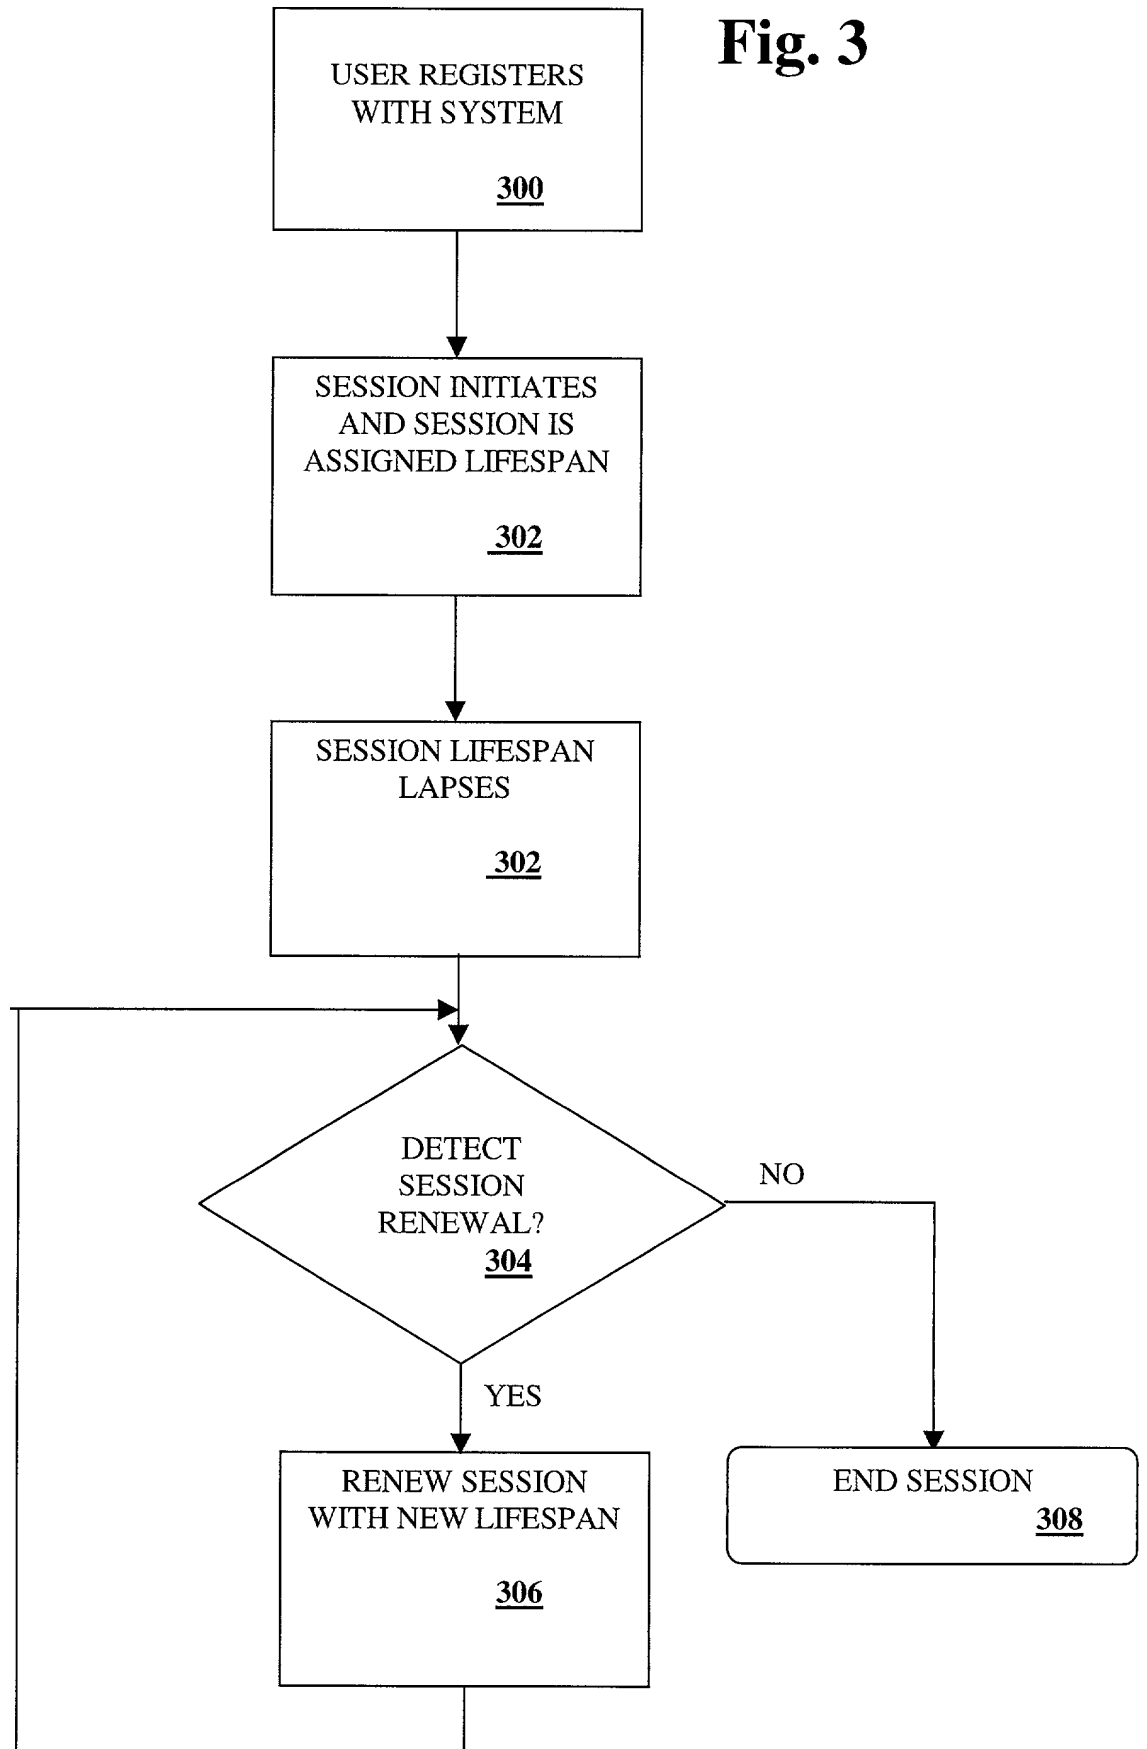 Fig. 3
USER REGISTERS
WITH SYSTEM
300
SESSION INITIATES
AND SESSION IS
ASSIGNED LIFESPAN
302
SESSION LIFESPAN
LAPSES
302
DETECT
SESSION
RENEWAL?
304
NO
YES
RENEW SESSION
WITH NEW LIFESPAN
306
END SESSION
308